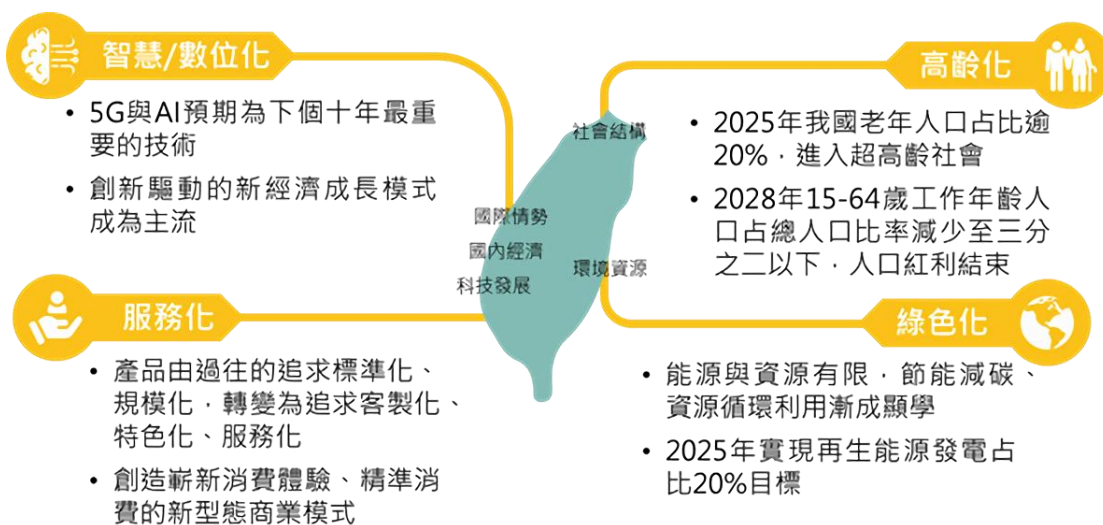 智慧/數位化
• 5G與AI預期為下個十年最重
要的技術
• 創新驅動的新經濟成長模式
成為主流
高齡化
• 2025年我國老年人口占比逾
20%，進入超高齡社會
• 2028年15-64歲工作年齡人
口占總人口比率減少至三分
之二以下，人口紅利結束
社會結構
國際情勢
國內經濟
科技發展
環境資源
服務化
• 產品由過往的追求標準化、
規模化，轉變為追求客製化、
特色化、服務化
• 創造嶄新消費體驗、精準消
費的新型態商業模式
綠色化
• 能源與資源有限，節能減碳、
資源循環利用漸成顯學
• 2025年實現再生能源發電占
比20%目標